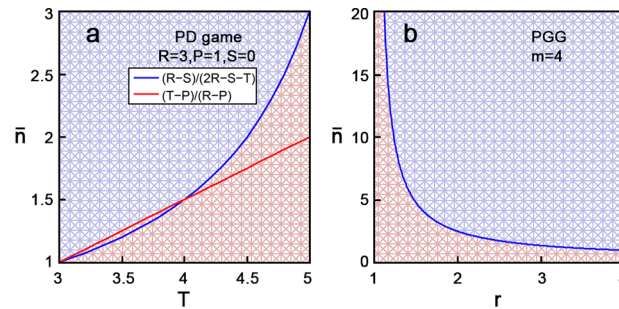 a
PD game
R=3,P=1,S=0
(R−S)/(2R−S−T)
(T−P)/(R−P)
3
2.5
2
1.5
1
n̄
3
3.5
4
4.5
5
T
b
PGG
m=4
20
15
10
5
0
n̄
1
2
3
r